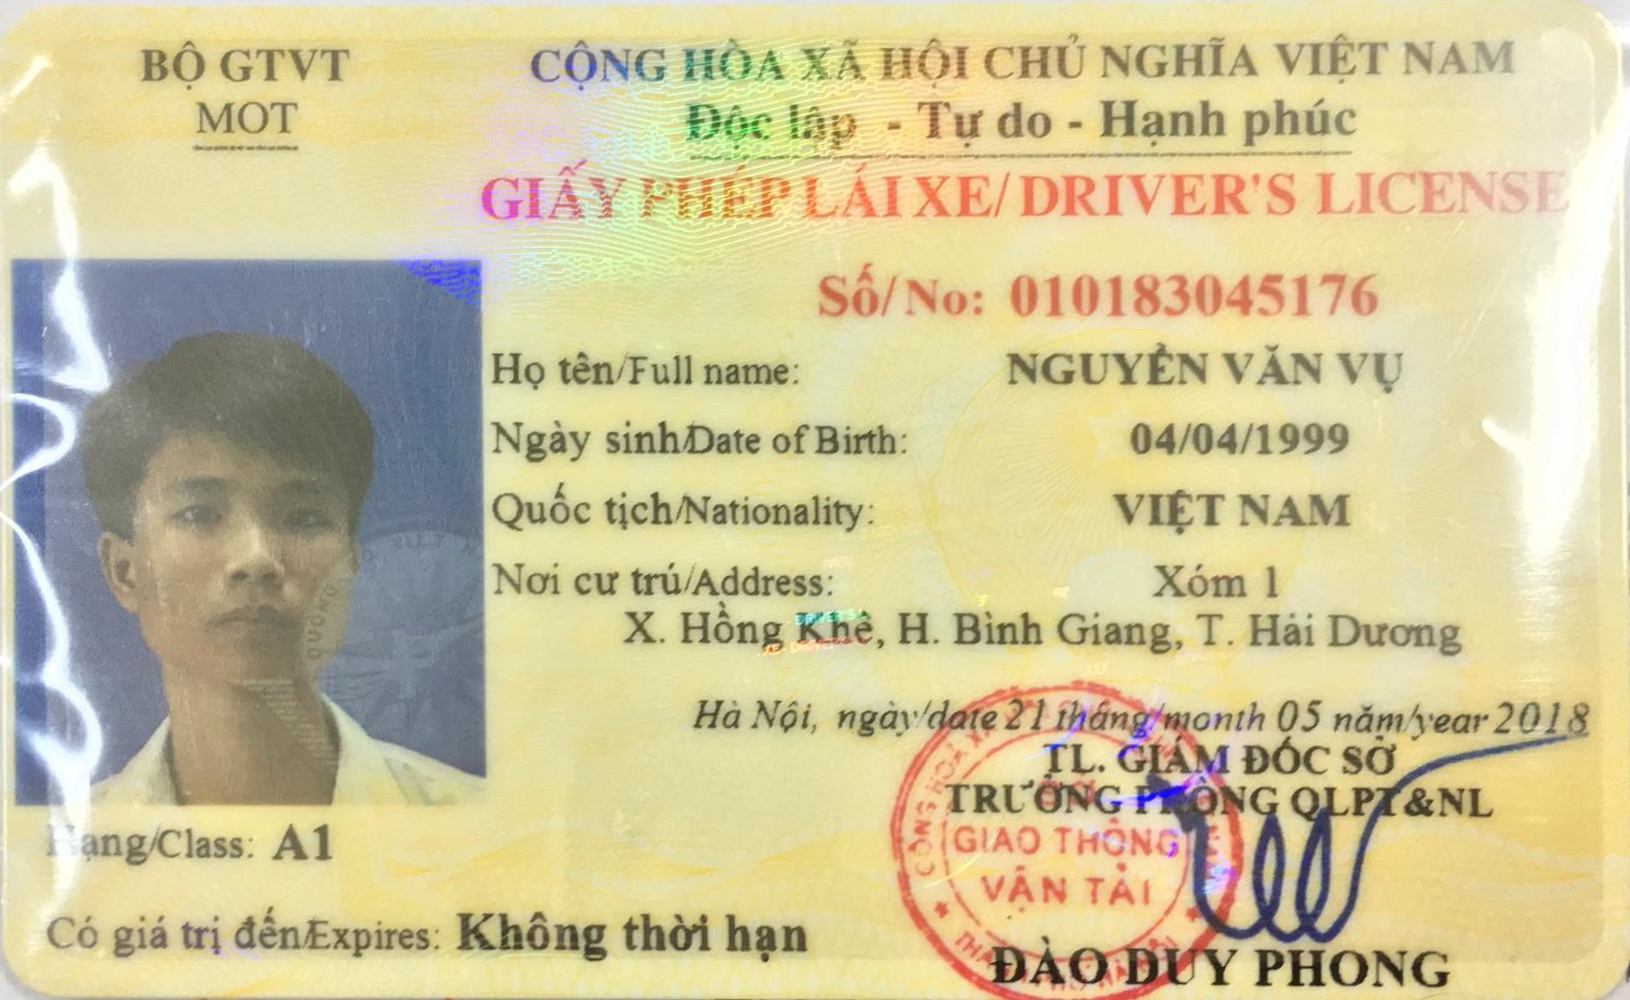 BỘ GTVT
MOT
CỘNG HÒA XÃ HỘI CHỦ NGHĨA VIỆT NAM
Độc lập - Tự do - Hạnh phúc
GIẤY PHÉP LÁI XE/DRIVER'S LICENSE
Số/No: 010183045176
Họ tên/Full name: NGUYỄN VĂN VỤ
Ngày sinh/Date of Birth: 04/04/1999
Quốc tịch/Nationality: VIỆT NAM
Nơi cư trú/Address: Xóm 1
X. Hồng Khê, H. Bình Giang, T. Hải Dương
Hà Nội, ngày/date 21 tháng/month 05 năm/year 2018
TL. GIÁM ĐỐC SỞ
TRƯỞNG PHÒNG QLPT&NL
GIAO THÔNG
VẬN TẢI
ĐÀO DUY PHONG
Hạng/Class: A1
Có giá trị đến/Expires: Không thời hạn